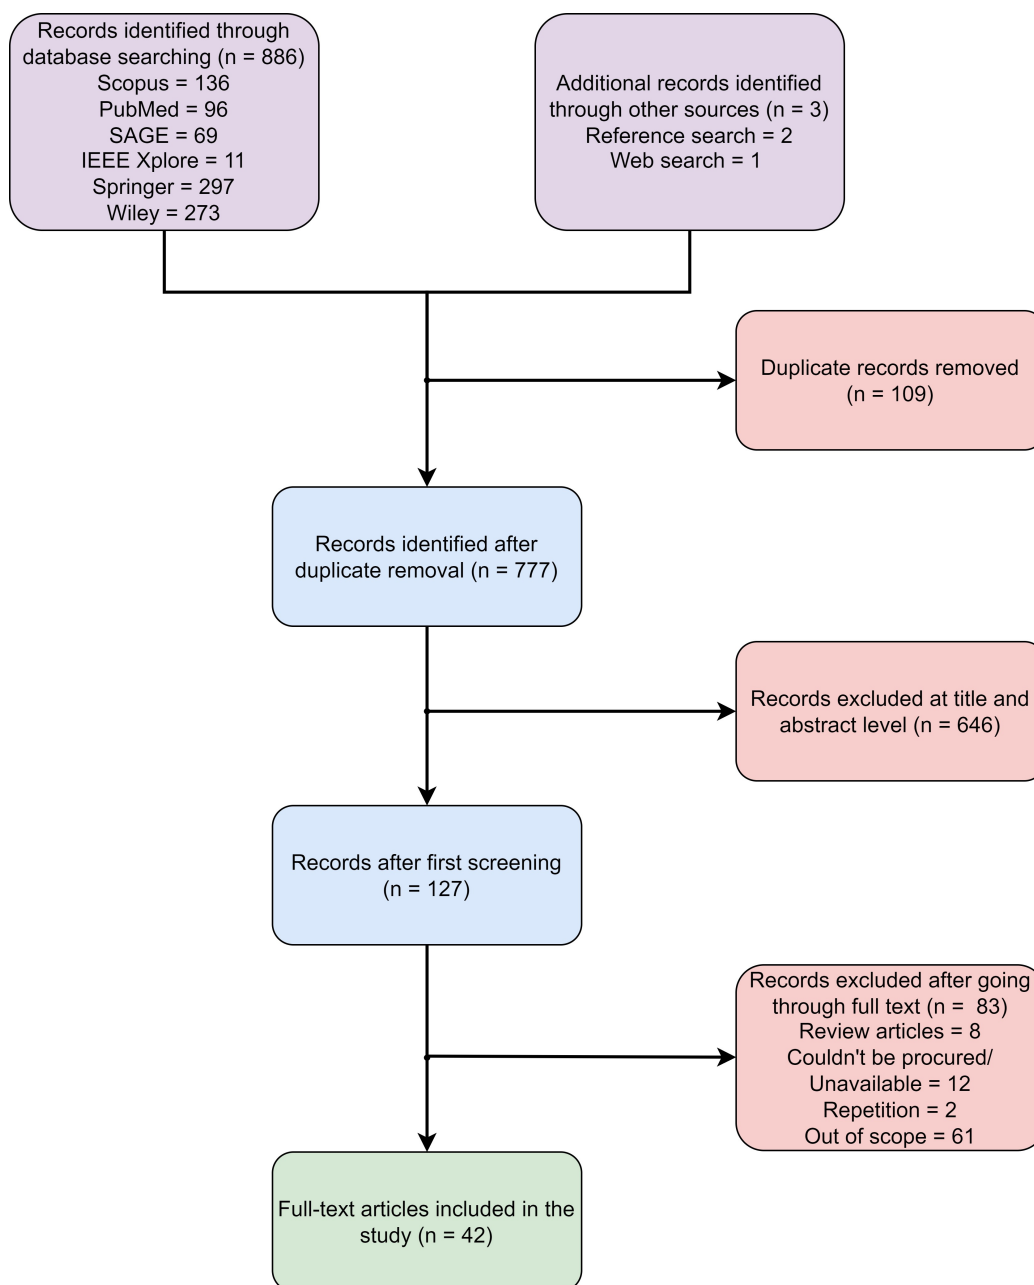 Records identified through
database searching (n = 886)
Scopus = 136
PubMed = 96
SAGE = 69
IEEE Xplore = 11
Springer = 297
Wiley = 273
Additional records identified
through other sources (n = 3)
Reference search = 2
Web search = 1
Duplicate records removed
(n = 109)
Records identified after
duplicate removal (n = 777)
Records excluded at title and
abstract level (n = 646)
Records after first screening
(n = 127)
Records excluded after going
through full text (n =  83)
Review articles = 8
Couldn't be procured/
Unavailable = 12
Repetition = 2
Out of scope = 61
Full-text articles included in the
study (n = 42)